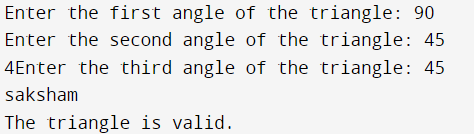 Enter the first angle of the triangle: 90
Enter the second angle of the triangle: 45
4Enter the third angle of the triangle: 45
saksham
The triangle is valid.